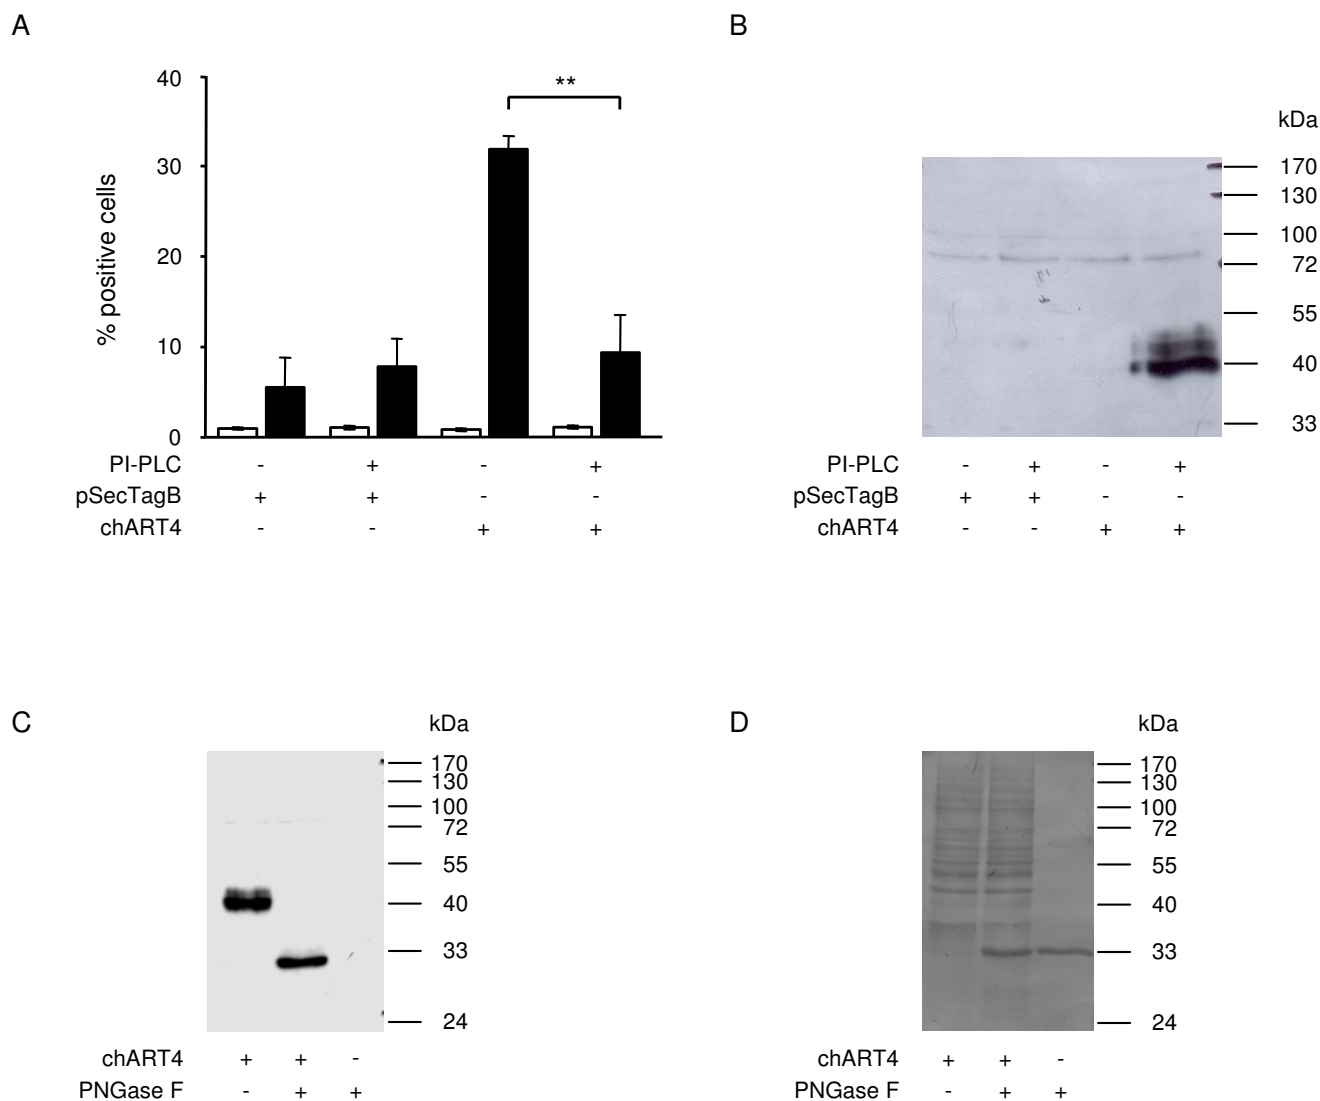 A
% positive cells
40
30
20
10
0
**
PI-PLC - + - +
pSecTagB + + - -
chART4 - - + +
B
kDa
170
130
100
72
55
40
33
PI-PLC - + - +
pSecTagB + + - -
chART4 - - + +
C
kDa
170
130
100
72
55
40
33
24
chART4 + + -
PNGase F - + +
D
kDa
170
130
100
72
55
40
33
24
chART4 + + -
PNGase F - + +